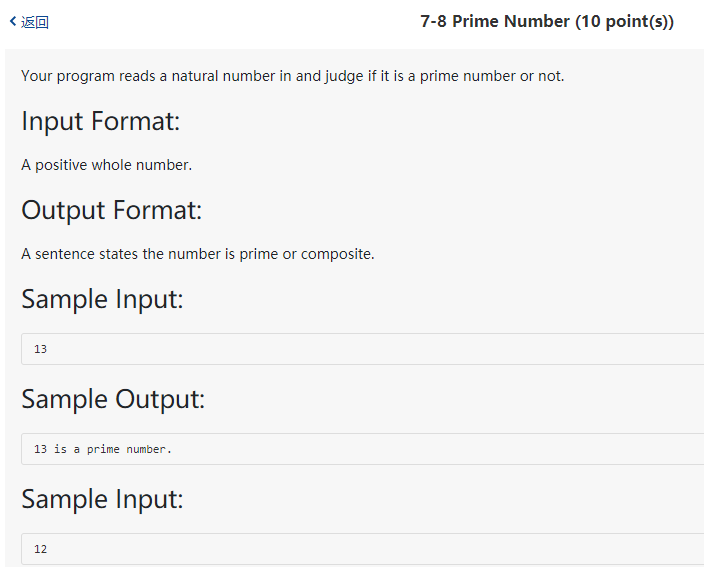 返回
7-8 Prime Number (10 point(s))
Your program reads a natural number in and judge if it is a prime number or not.
Input Format:
A positive whole number.
Output Format:
A sentence states the number is prime or composite.
Sample Input:
13
Sample Output:
13 is a prime number.
Sample Input:
12